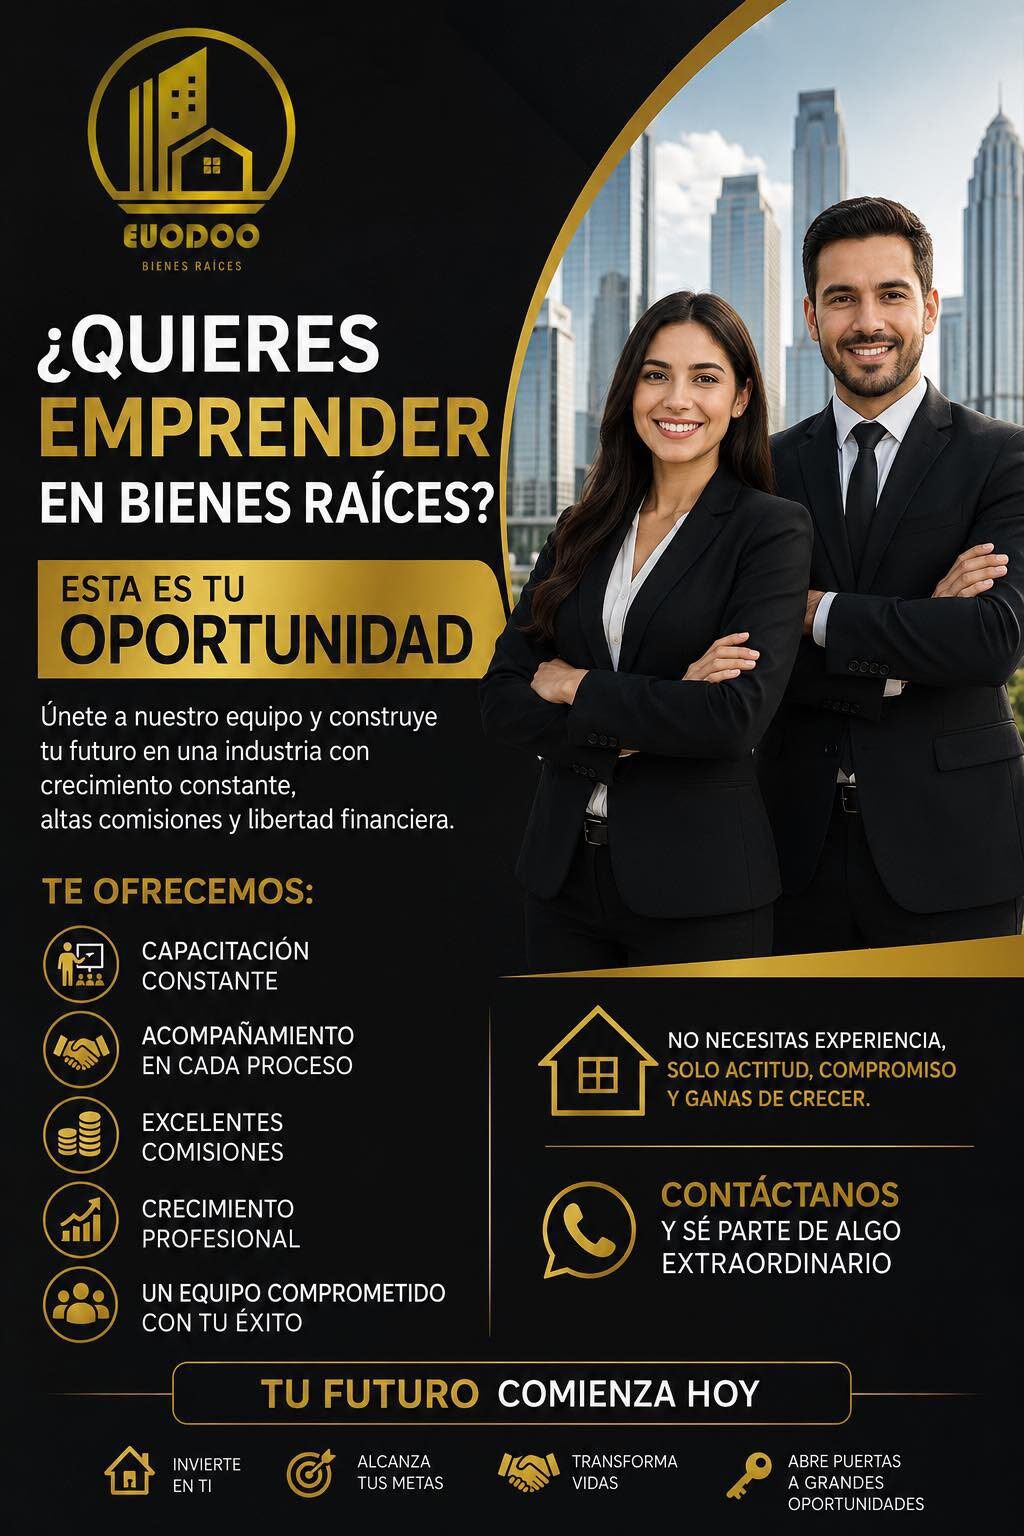 EUODOO
BIENES RAÍCES
¿QUIERES
EMPRENDER
EN BIENES RAÍCES?
ESTA ES TU
OPORTUNIDAD
Únete a nuestro equipo y construye
tu futuro en una industria con
crecimiento constante,
altas comisiones y libertad financiera.
TE OFRECEMOS:
CAPACITACIÓN
CONSTANTE
ACOMPAÑAMIENTO
EN CADA PROCESO
EXCELENTES
COMISIONES
CRECIMIENTO
PROFESIONAL
UN EQUIPO COMPROMETIDO
CON TU ÉXITO
NO NECESITAS EXPERIENCIA,
SOLO ACTITUD, COMPROMISO
Y GANAS DE CRECER.
CONTÁCTANOS
Y SÉ PARTE DE ALGO
EXTRAORDINARIO
TU FUTURO COMIENZA HOY
INVIERTE
EN TI
ALCANZA
TUS METAS
TRANSFORMA
VIDAS
ABRE PUERTAS
A GRANDES
OPORTUNIDADES